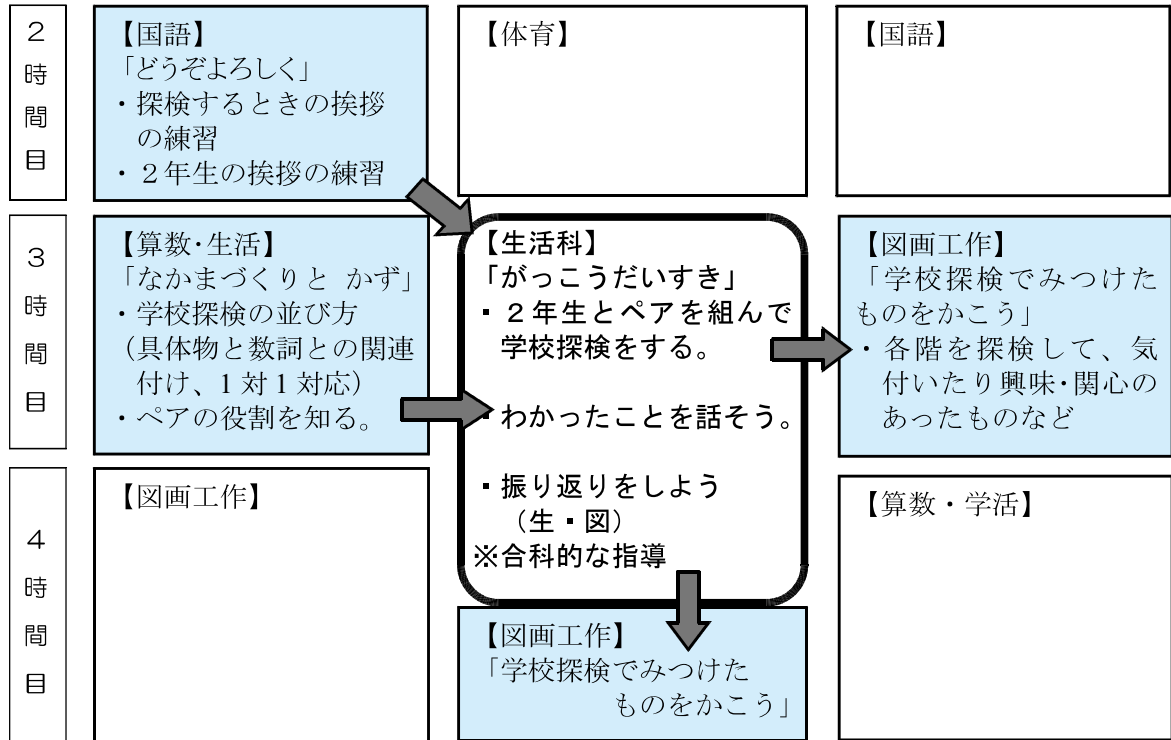 2時間目
【国語】
「どうぞよろしく」
・探検するときの挨拶
の練習
・2年生の挨拶の練習
【体育】
【国語】
3時間目
【算数・生活】
「なかまづくりと かず」
・学校探検の並び方
(具体物と数詞との関連
付け、1対1対応)
・ペアの役割を知る。
【生活科】
「がっこうだいすき」
・2年生とペアを組んで
学校探検をする。
・わかったことを話そう。
・振り返りをしよう
(生・図)
※合科的な指導
【図画工作】
「学校探検でみつけた
ものをかこう」
・各階を探検して、気
付いたり興味・関心の
あったものなど
4時間目
【図画工作】
【図画工作】
「学校探検でみつけた
ものをかこう」
【算数・学活】